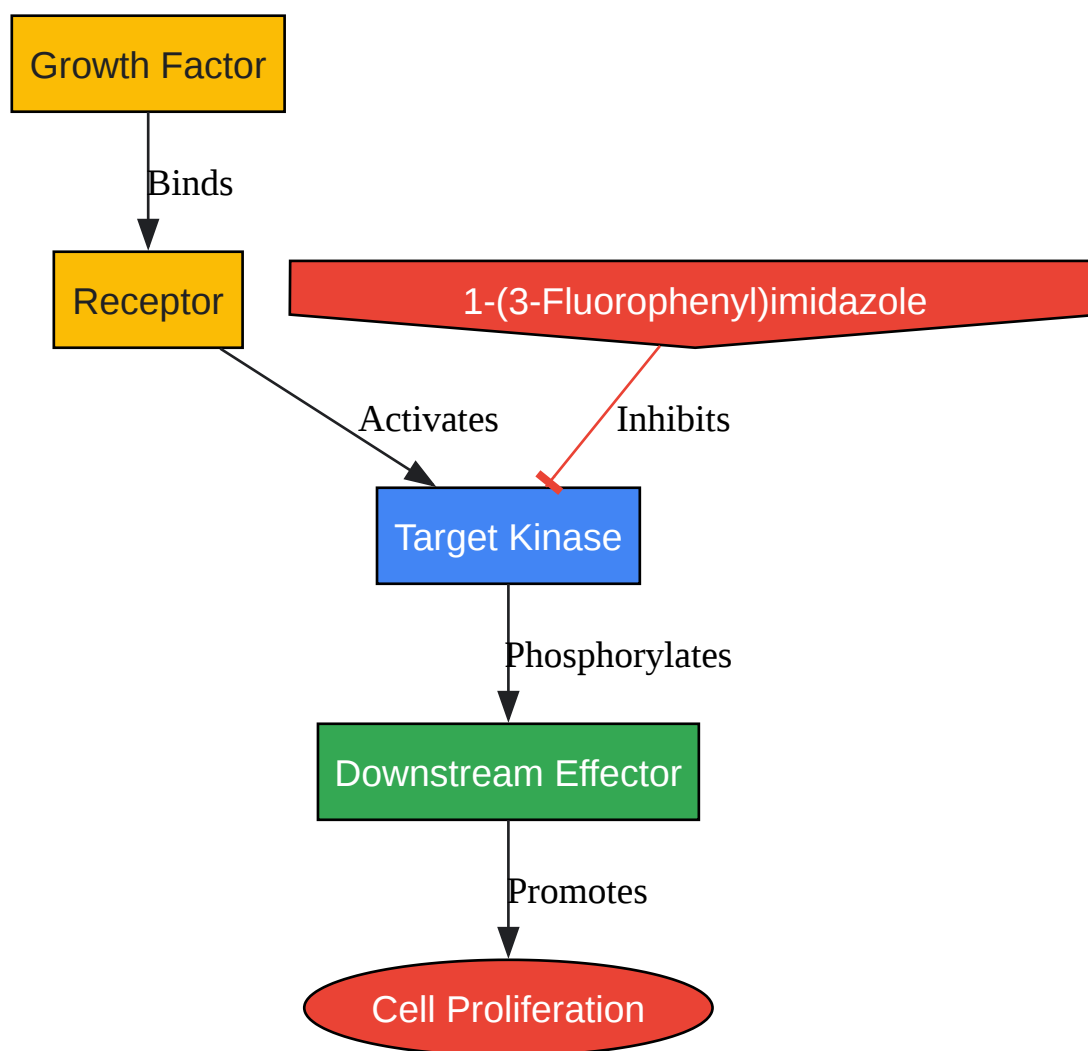 Growth Factor
Binds
Receptor
1-(3-Fluorophenyl)imidazole
Activates
Inhibits
Target Kinase
Phosphorylates
Downstream Effector
Promotes
Cell Proliferation